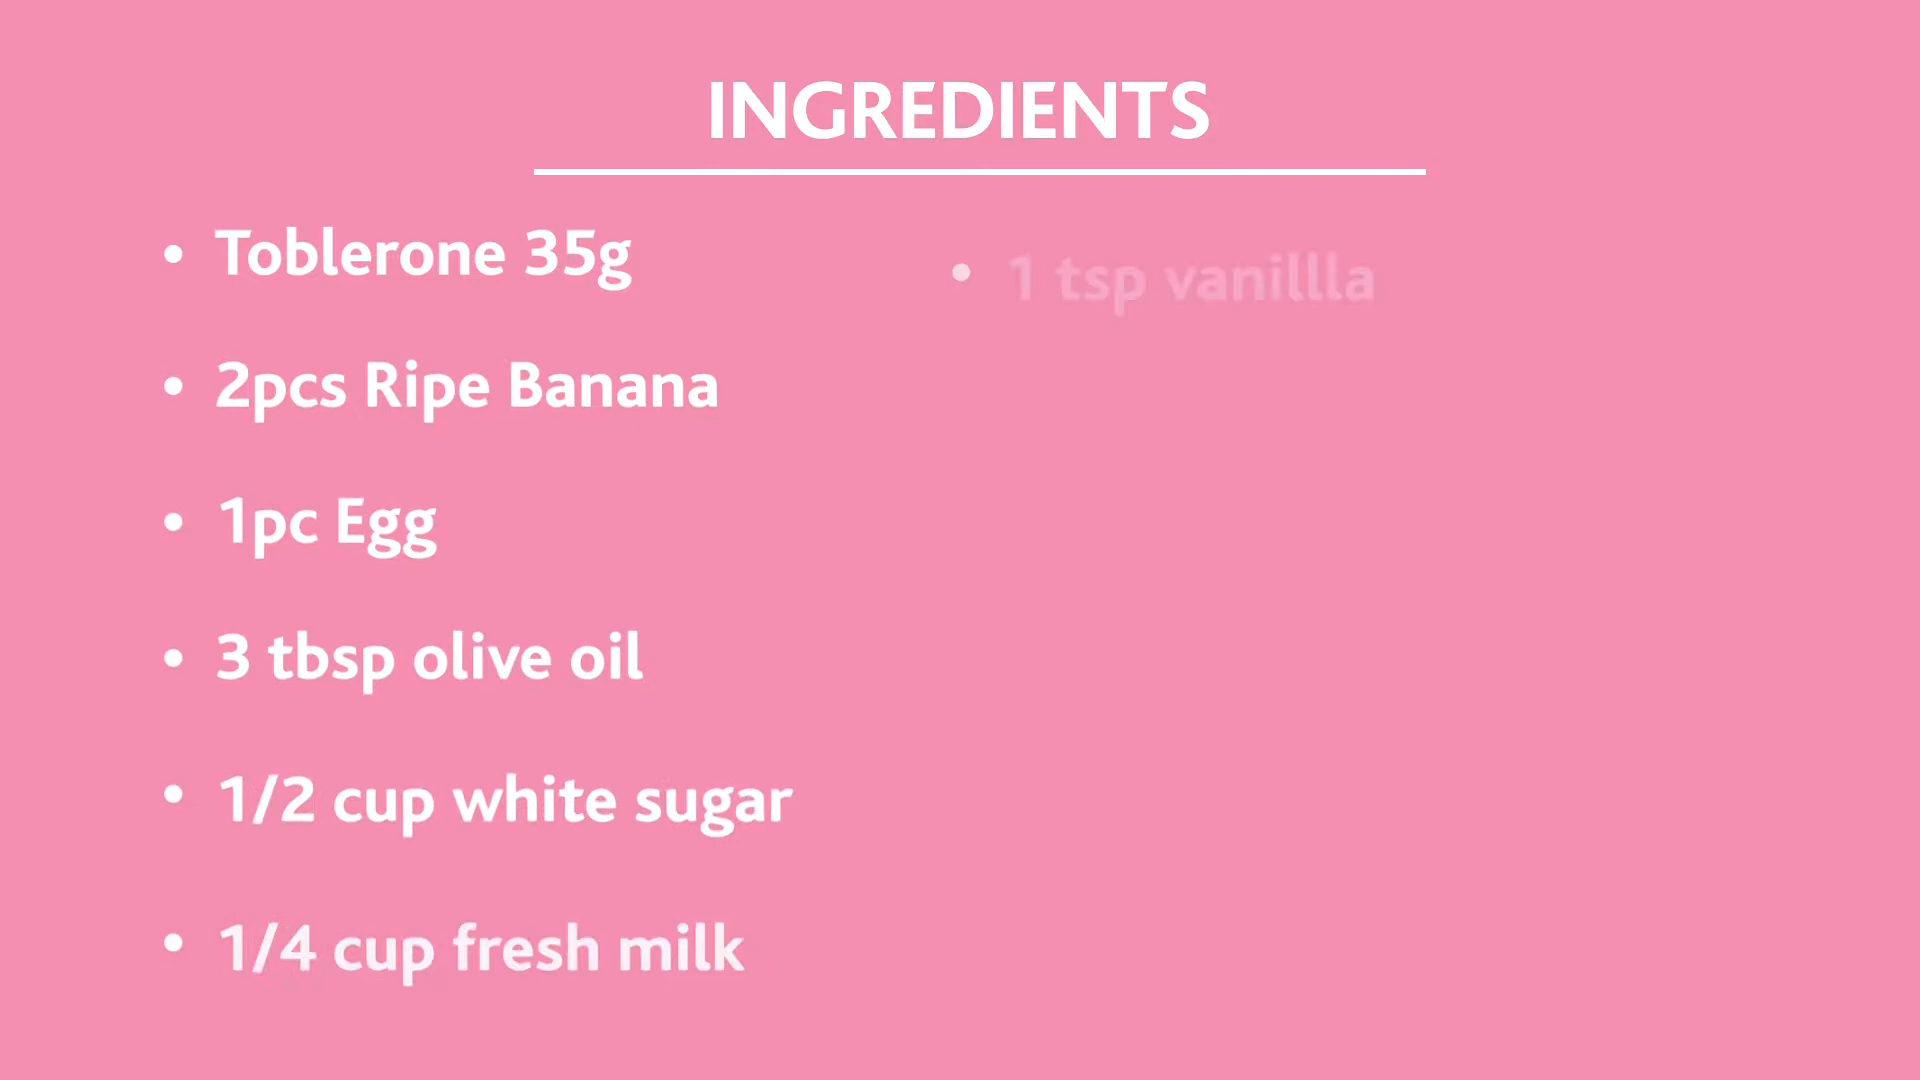 INGREDIENTS
• Toblerone 35g
• 2pcs Ripe Banana
• 1pc Egg
• 3 tbsp olive oil
• 1/2 cup white sugar
• 1/4 cup fresh milk
• 1 tsp vanillla